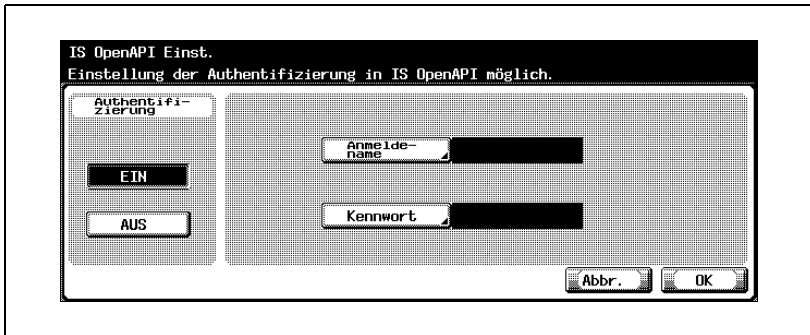 IS OpenAPI Einst.
Einstellung der Authentifizierung in IS OpenAPI möglich.
Authentifi-
zierung
Anmelde-
name
EIN
Kennwort
AUS
Abbr.
OK